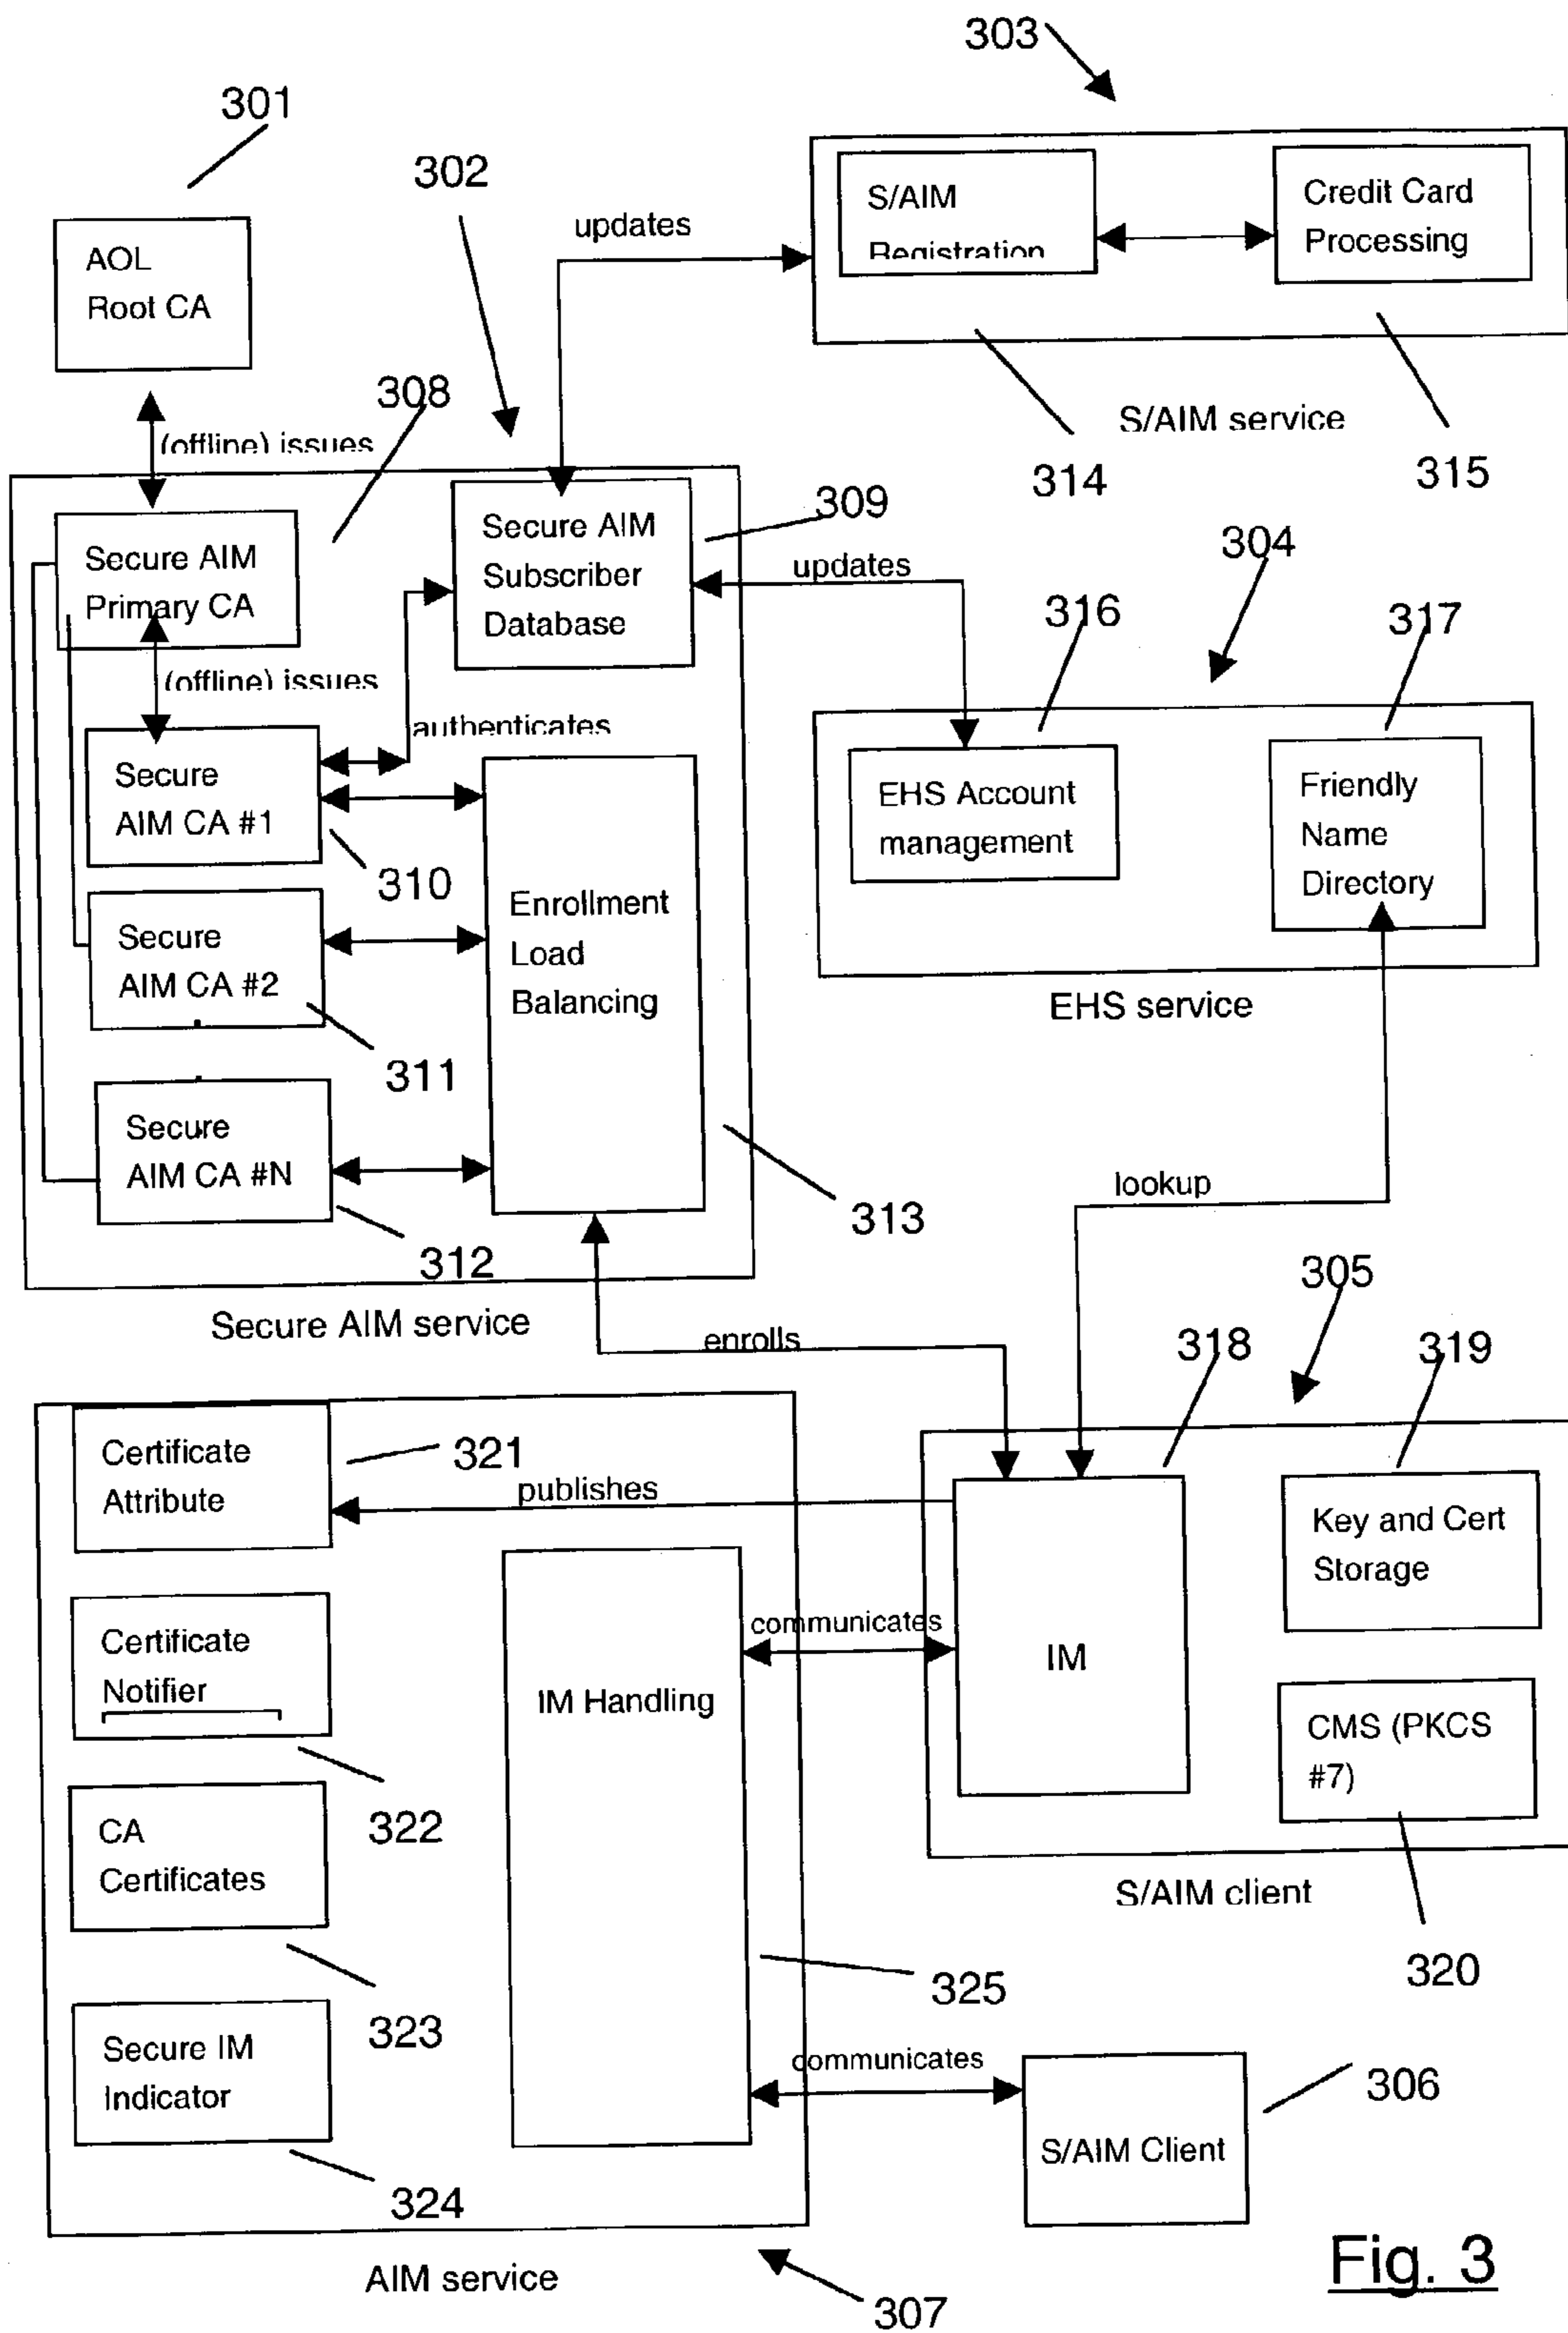 303
301
302
S/AIM
Registration
Credit Card
Processing
updates
AOL
Root CA
308
(offline) issues
S/AIM service
314
315
309
Secure AIM
Primary CA
Secure AIM
Subscriber
Database
updates
304
316
317
(offline) issues
authenticates
Secure
AIM CA #1
310
EHS Account
management
Friendly
Name
Directory
Enrollment
Load
Balancing
Secure
AIM CA #2
311
EHS service
Secure
AIM CA #N
312
313
lookup
Secure AIM service
enrolls
305
318
319
Certificate
Attribute
321
publishes
Key and Cert
Storage
Certificate
Notifier
322
IM Handling
communicates
IM
CMS (PKCS
#7)
CA
Certificates
323
S/AIM client
320
325
Secure IM
Indicator
324
communicates
S/AIM Client
306
AIM service
307
Fig. 3